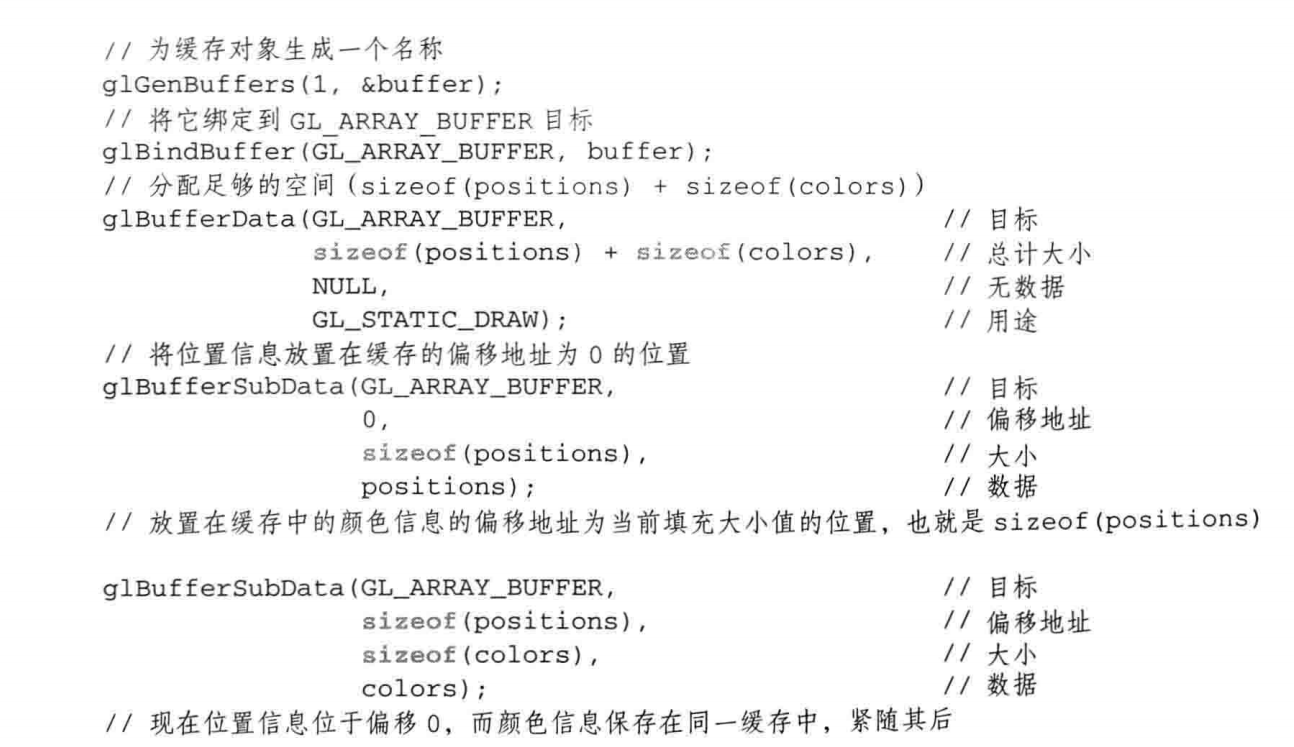 // 为缓存对象生成一个名称
glGenBuffers(1, &buffer);
// 将它绑定到 GL_ARRAY_BUFFER 目标
glBindBuffer(GL_ARRAY_BUFFER, buffer);
// 分配足够的空间 (sizeof(positions) + sizeof(colors))
glBufferData(GL_ARRAY_BUFFER, // 目标
sizeof(positions) + sizeof(colors), // 总计大小
NULL, // 无数据
GL_STATIC_DRAW); // 用途
// 将位置信息放置在缓存的偏移地址为 0 的位置
glBufferSubData(GL_ARRAY_BUFFER, // 目标
0, // 偏移地址
sizeof(positions), // 大小
positions); // 数据
// 放置在缓存中的颜色信息的偏移地址为当前填充大小值的位置，也就是 sizeof(positions)
glBufferSubData(GL_ARRAY_BUFFER, // 目标
sizeof(positions), // 偏移地址
sizeof(colors), // 大小
colors); // 数据
// 现在位置信息位于偏移 0，而颜色信息保存在同一缓存中，紧随其后